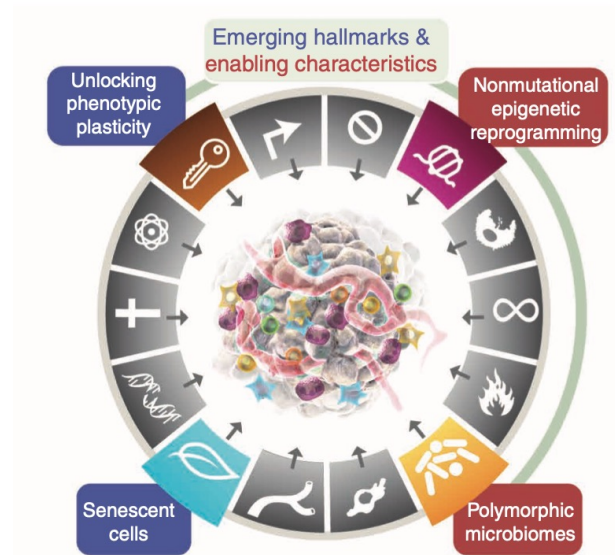 Emerging hallmarks &
enabling characteristics
Unlocking
phenotypic
plasticity
Nonmutational
epigenetic
reprogramming
Senescent
cells
Polymorphic
microbiomes